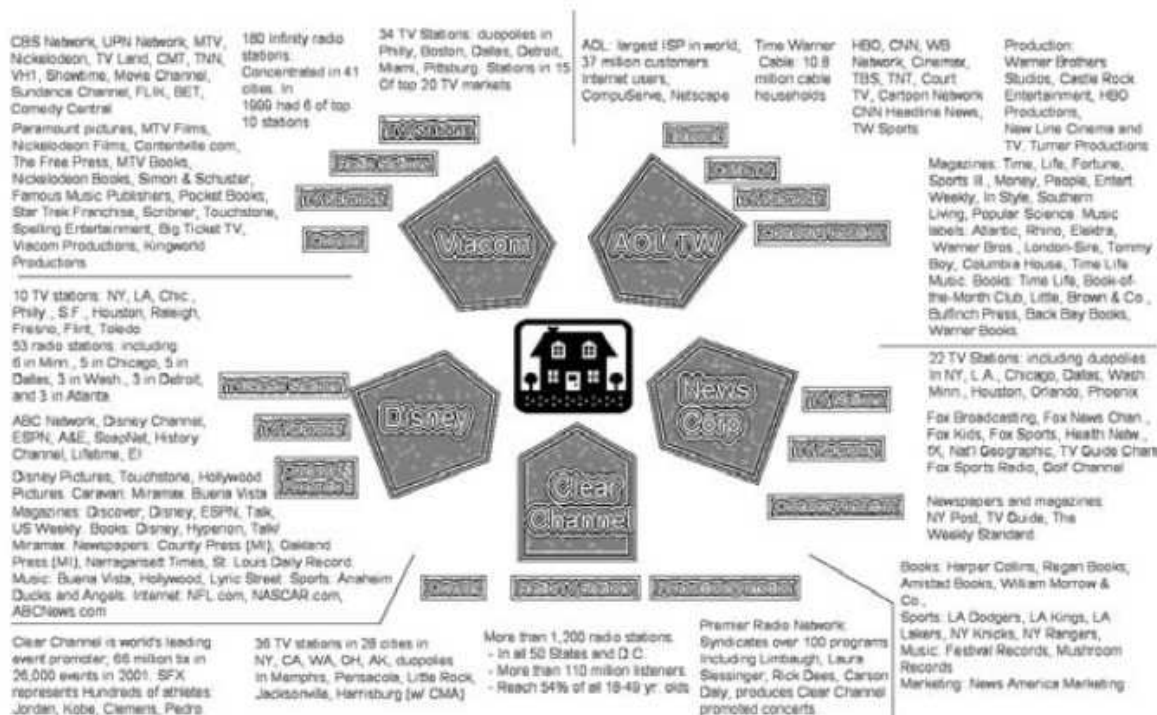 CBS Network, UPN Network, MTV,
Nickelodeon, TV Land, CMT, TNN,
VH1, Showtime, Movie Channel,
Sundance Channel, FLIX, BET,
Comedy Central
Paramount pictures, MTV Films,
Nickelodeon Films, Contentville.com,
The Free Press, MTV Books,
Nickelodeon Books, Simon & Schuster,
Famous Music Publishers, Pocket Books,
Star Trek Franchise, Scribner, Touchstone,
Spelling Entertainment, Big Ticket TV,
Viacom Productions, Kingworld
Productions
180 Infinity radio
stations.
Concentrated in 41
cities. In
1999 had 6 of top
10 stations
34 TV Stations: duopolies in
Philly, Boston, Dallas, Detroit,
Miami, Pittsburg. Stations in 15
Of top 20 TV markets
AOL: largest ISP in world,
37 million customers
Internet users,
CompuServe, Netscape
Time Warner
Cable: 10.8
million cable
households
HBO, CNN, WB
Network, Cinemax,
TBS, TNT, Court
TV, Cartoon Network
CNN Headline News,
TW Sports
Production:
Warner Brothers
Studios, Castle Rock
Entertainment, HBO
Productions,
New Line Cinema and
TV, Turner Productions
Magazines: Time, Life, Fortune,
Sports Ill., Money, People, Entert
Weekly, In Style, Southern
Living, Popular Science. Music
labels: Atlantic, Rhino, Elektra,
Warner Bros., London-Sire, Tommy
Boy, Columbia House, Time Life
Music. Books: Time Life, Book-of-
the-Month Club, Little, Brown & Co.,
Bulfinch Press, Back Bay Books,
Warner Books
TV Stations
Viacom
AOL/TW
10 TV stations: NY, LA, Chic.,
Philly., S.F., Houston, Raleigh,
Fresno, Flint, Toledo
53 radio stations: including
6 in Minn., 5 in Chicago, 5 in
Dallas, 3 in Wash., 3 in Detroit,
and 3 in Atlanta.
ABC Network, Disney Channel,
ESPN, A&E, SoapNet, History
Channel, Lifetime, E!
Disney Pictures, Touchstone, Hollywood
Pictures. Caravan. Miramax. Buena Vista
Magazines: Discover, Disney, ESPN, Talk,
US Weekly. Books: Disney, Hyperion, Talk/
Miramax. Newspapers: County Press (MI), Oakland
Press (MI), Narragansett Times, St. Louis Daily Record.
Music: Buena Vista, Hollywood, Lyric Street. Sports: Anaheim
Ducks and Angels. Internet: NFL.com, NASCAR.com,
ABCNews.com
Disney
News
Corp
Clear
Channel
22 TV Stations: including duopolies
In NY, L.A., Chicago, Dallas, Wash.
Minn., Houston, Orlando, Phoenix
Fox Broadcasting, Fox News Chan.,
Fox Kids, Fox Sports, Health Netw.,
fX, Nat'l Geographic, TV Guide Chan
Fox Sports Radio, Golf Channel
Newspapers and magazines:
NY Post, TV Guide, The
Weekly Standard
Books: Harper Collins, Regan Books,
Amistad Books, William Morrow &
Co.,
Sports: LA Dodgers, LA Kings, LA
Lakers, NY Knicks, NY Rangers,
Music: Festival Records, Mushroom
Records
Marketing: News America Marketing
Clear Channel is world's leading
event promoter; 66 million tix in
26,000 events in 2001. SFX
represents Hundreds of athletes:
Jordan, Kobe, Clemens, Pedro
36 TV stations in 28 cities in
NY, CA, WA, OH, AK, duopolies
In Memphis, Pensacola, Little Rock,
Jacksonville, Harrisburg [w/ CMA]
More than 1,200 radio stations.
- In all 50 States and D.C.
- More than 110 million listeners.
- Reach 54% of all 18-49 yr. olds
Premier Radio Network:
Syndicates over 100 programs
Including Limbaugh, Laura
Slessinger, Rick Dees, Carson
Daly, produces Clear Channel
promoted concerts